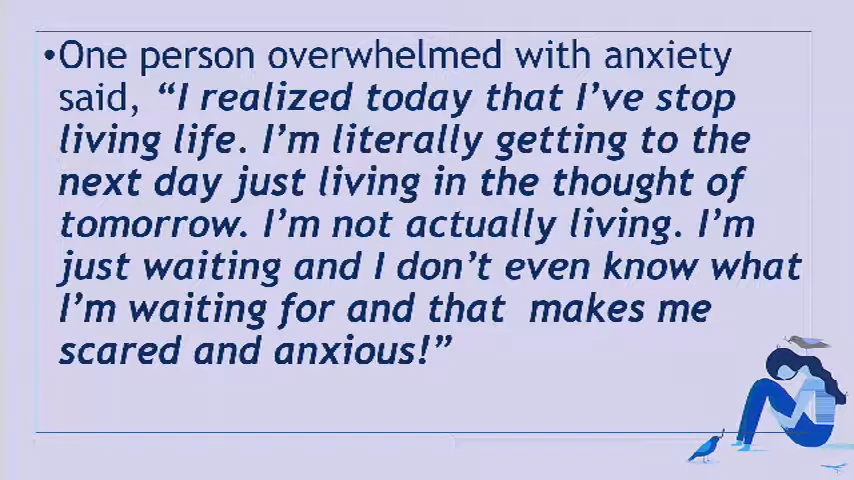 •One person overwhelmed with anxiety
said, “I realized today that I’ve stop
living life. I’m literally getting to the
next day just living in the thought of
tomorrow. I’m not actually living. I’m
just waiting and I don’t even know what
I’m waiting for and that  makes me
scared and anxious!”